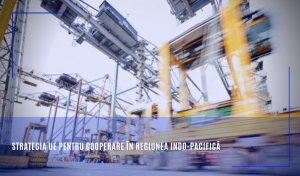 STRATEGIA UE PENTRU COOPERARE ÎN REGIUNEA INDO-PACIFICĂ